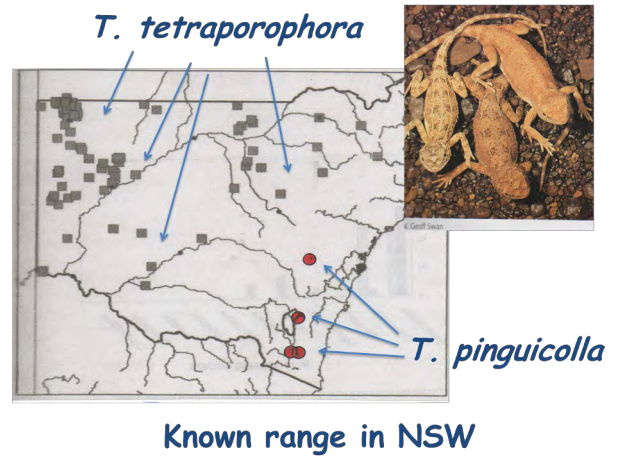 T. tetraporophora
© Geoff Swan
T. pinguicolla
Known range in NSW